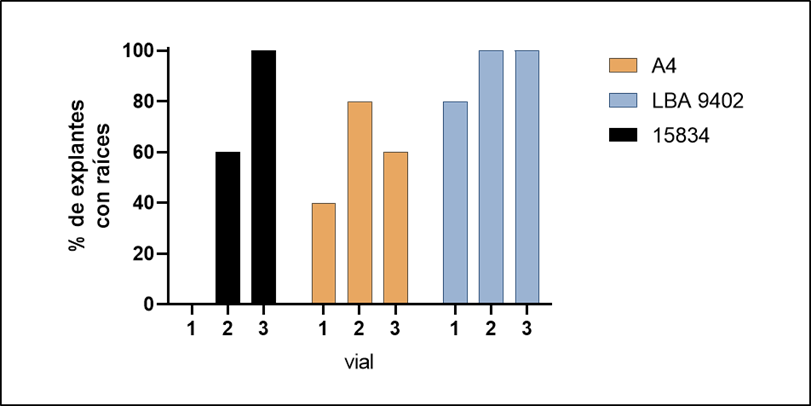 % de explantes
con raíces
100
80
60
40
20
0
1 2 3 1 2 3 1 2 3
vial
A4
LBA 9402
15834